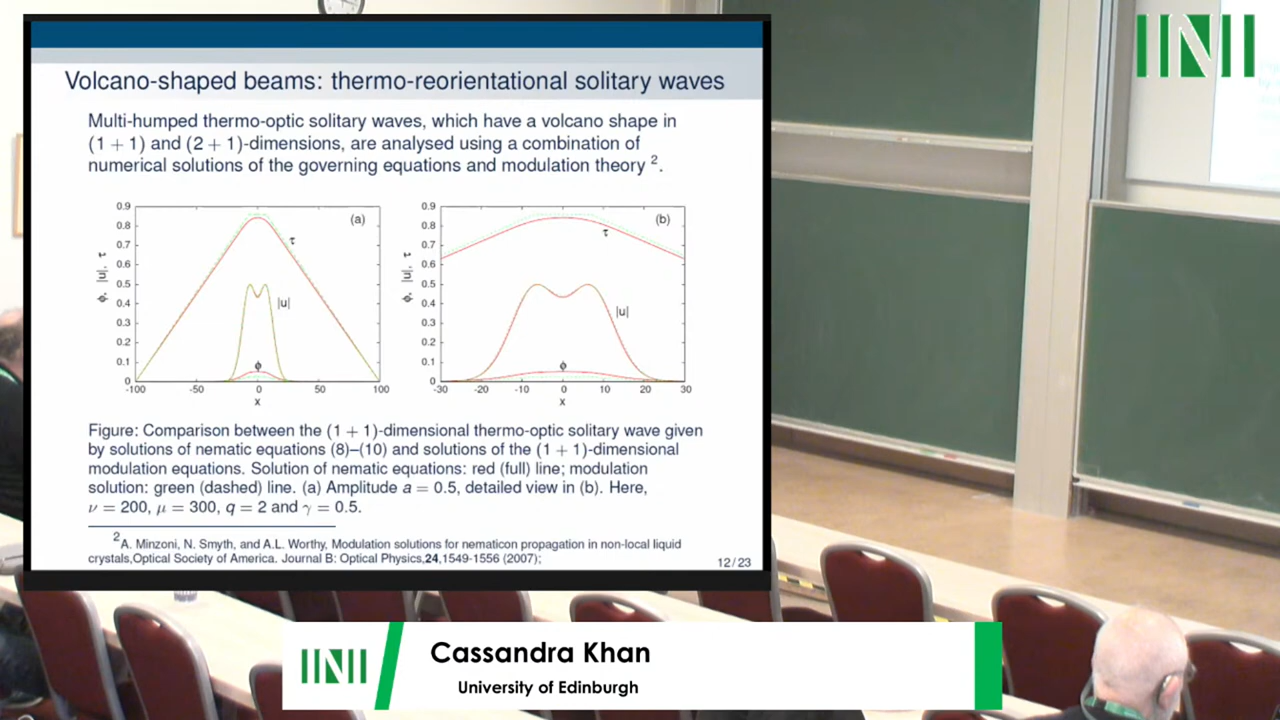 Volcano-shaped beams: thermo-reorientational solitary waves
Multi-humped thermo-optic solitary waves, which have a volcano shape in
(1 + 1) and (2 + 1)-dimensions, are analysed using a combination of
numerical solutions of the governing equations and modulation theory 2.
0.9
0.8
0.7
0.6
0.5
0.4
0.3
0.2
0.1
0
ϕ, |u|, τ
(a)
τ
|u|
ϕ
-100 -50 0 50 100
x
0.9
0.8
0.7
0.6
0.5
0.4
0.3
0.2
0.1
0
ϕ, |u|, τ
(b)
τ
|u|
ϕ
-30 -20 -10 0 10 20 30
x
Figure: Comparison between the (1 + 1)-dimensional thermo-optic solitary wave given
by solutions of nematic equations (8)–(10) and solutions of the (1 + 1)-dimensional
modulation equations. Solution of nematic equations: red (full) line; modulation
solution: green (dashed) line. (a) Amplitude a = 0.5, detailed view in (b). Here,
ν = 200, μ = 300, q = 2 and γ = 0.5.
2A. Minzoni, N. Smyth, and A.L. Worthy, Modulation solutions for nematicon propagation in non-local liquid
crystals,Optical Society of America. Journal B: Optical Physics,24,1549-1556 (2007);
12/23
INI
INI
Cassandra Khan
University of Edinburgh